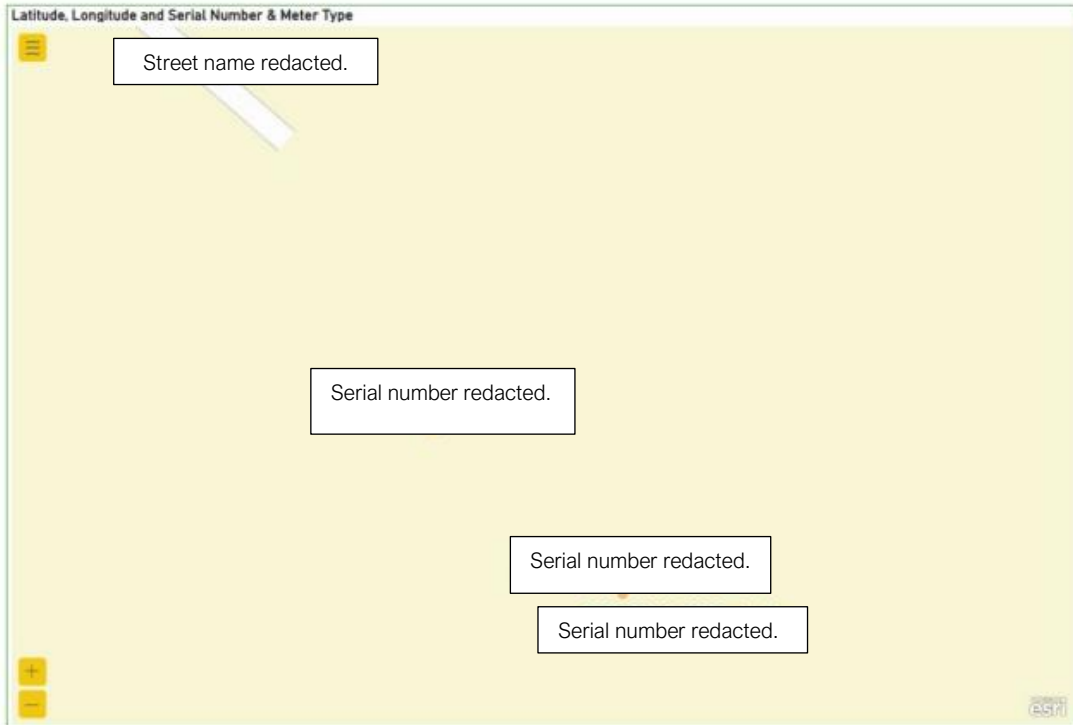 Latitude, Longitude and Serial Number & Meter Type
Street name redacted.
Serial number redacted.
Serial number redacted.
Serial number redacted.
esri